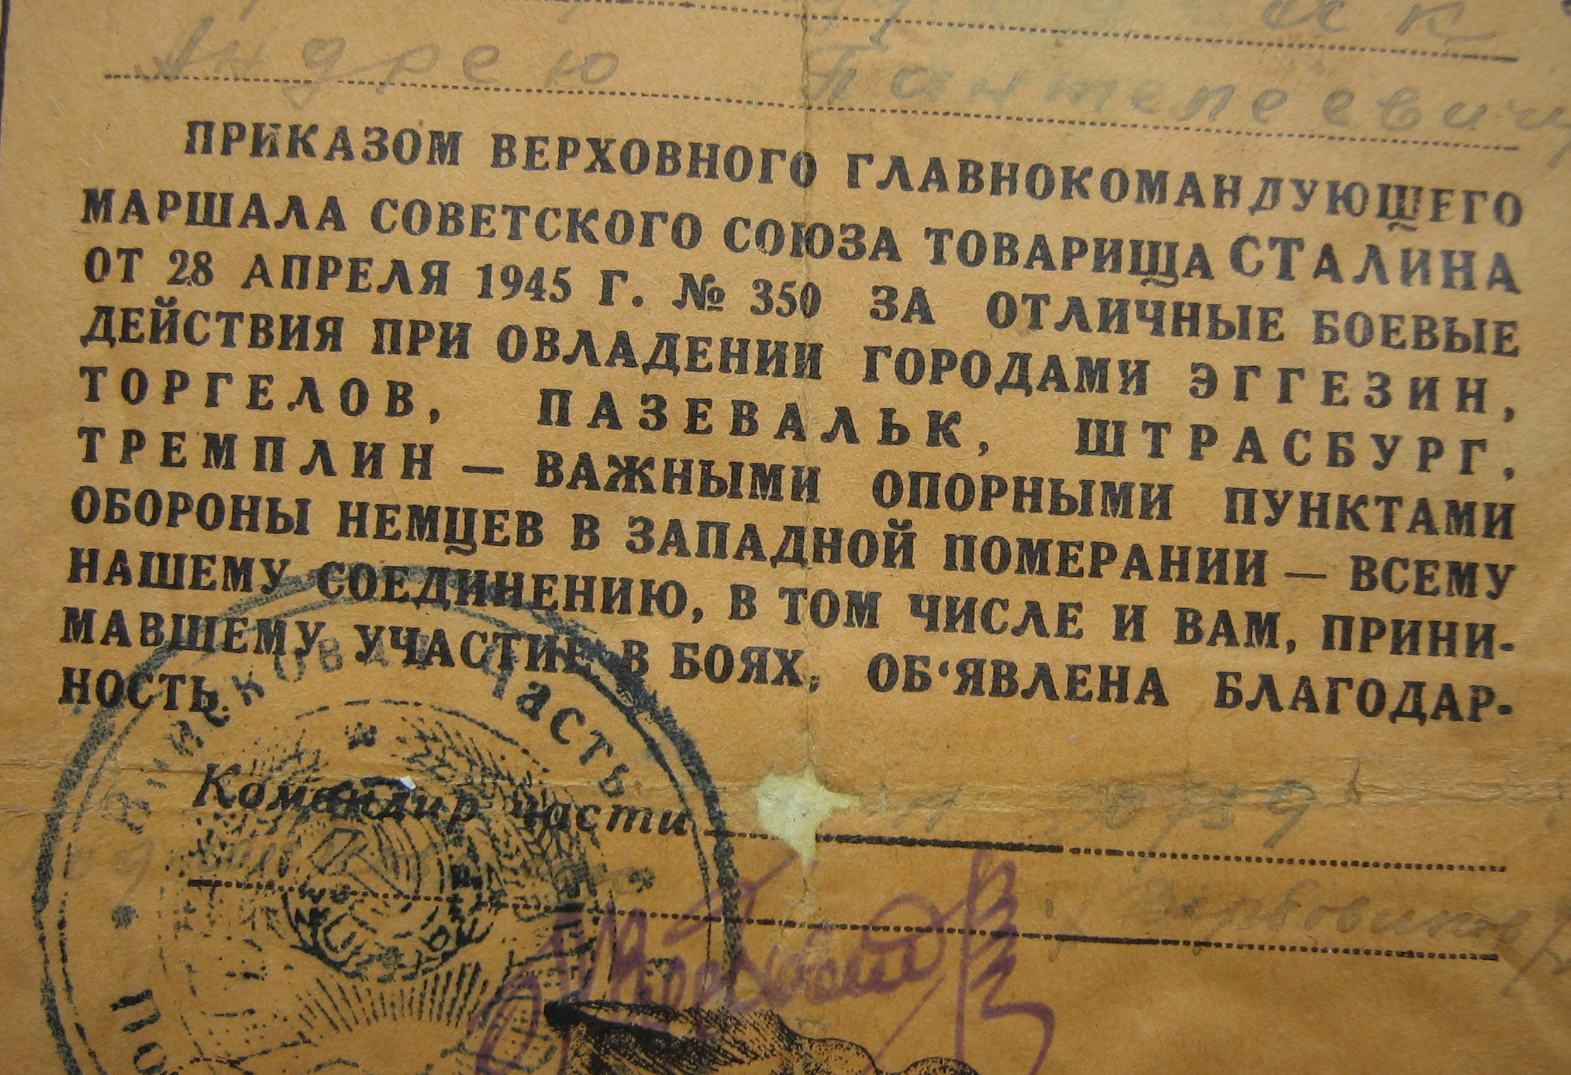 Андрею Пантелеевичу
ПРИКАЗОМ ВЕРХОВНОГО ГЛАВНОКОМАНДУЮЩЕГО
МАРШАЛА СОВЕТСКОГО СОЮЗА ТОВАРИЩА СТАЛИНА
ОТ 28 АПРЕЛЯ 1945 Г. № 350 ЗА ОТЛИЧНЫЕ БОЕВЫЕ
ДЕЙСТВИЯ ПРИ ОВЛАДЕНИИ ГОРОДАМИ ЭГГЕЗИН,
ТОРГЕЛОВ, ПАЗЕВАЛЬК, ШТРАСБУРГ,
ТРЕМПЛИН — ВАЖНЫМИ ОПОРНЫМИ ПУНКТАМИ
ОБОРОНЫ НЕМЦЕВ В ЗАПАДНОЙ ПОМЕРАНИИ — ВСЕМУ
НАШЕМУ СОЕДИНЕНИЮ, В ТОМ ЧИСЛЕ И ВАМ, ПРИНИ-
МАВШЕМУ УЧАСТИЕ В БОЯХ, ОБ‘ЯВЛЕНА БЛАГОДАР-
НОСТЬ.
часть
Командир части